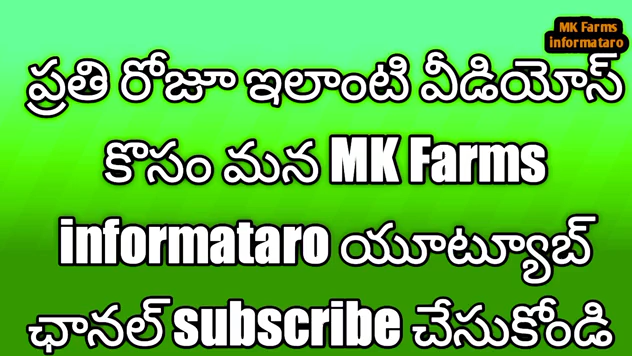 MK Farms
informataro
ప్రతి రోజూ ఇలాంటి వీడియోస్
కొసం మన MK Farms
informataro యూట్యూబ్
ఛానల్ subscribe చేసుకోండి